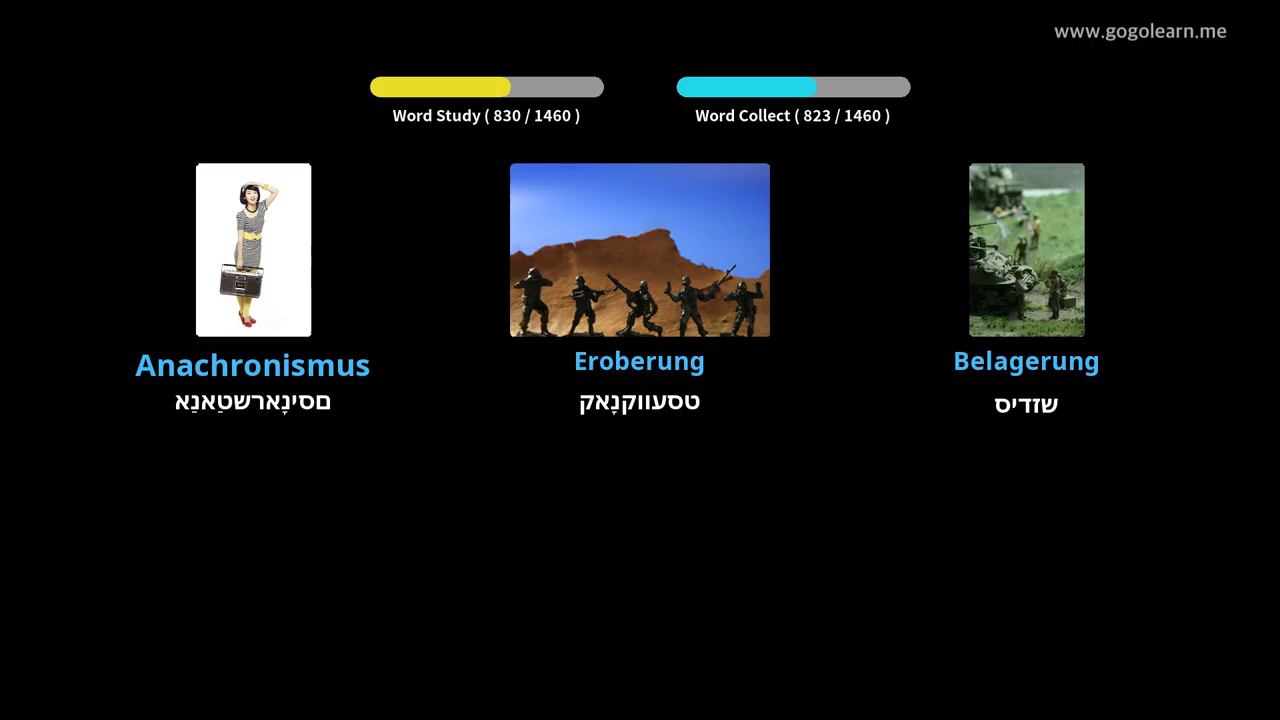 www.gogolearn.me
Word Study ( 830 / 1460 )
Word Collect ( 823 / 1460 )
Anachronismus
םסינָארשטַאנַא
Eroberung
טסעווקנָאק
Belagerung
שזדיס